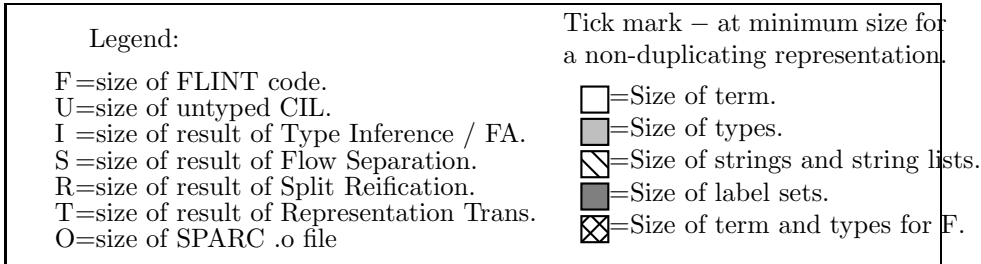 Legend:
F=size of FLINT code.
U=size of untyped CIL.
I =size of result of Type Inference / FA.
S =size of result of Flow Separation.
R=size of result of Split Reification.
T=size of result of Representation Trans.
O=size of SPARC .o file
Tick mark − at minimum size for
a non-duplicating representation.
=Size of term.
=Size of types.
=Size of strings and string lists.
=Size of label sets.
=Size of term and types for F.